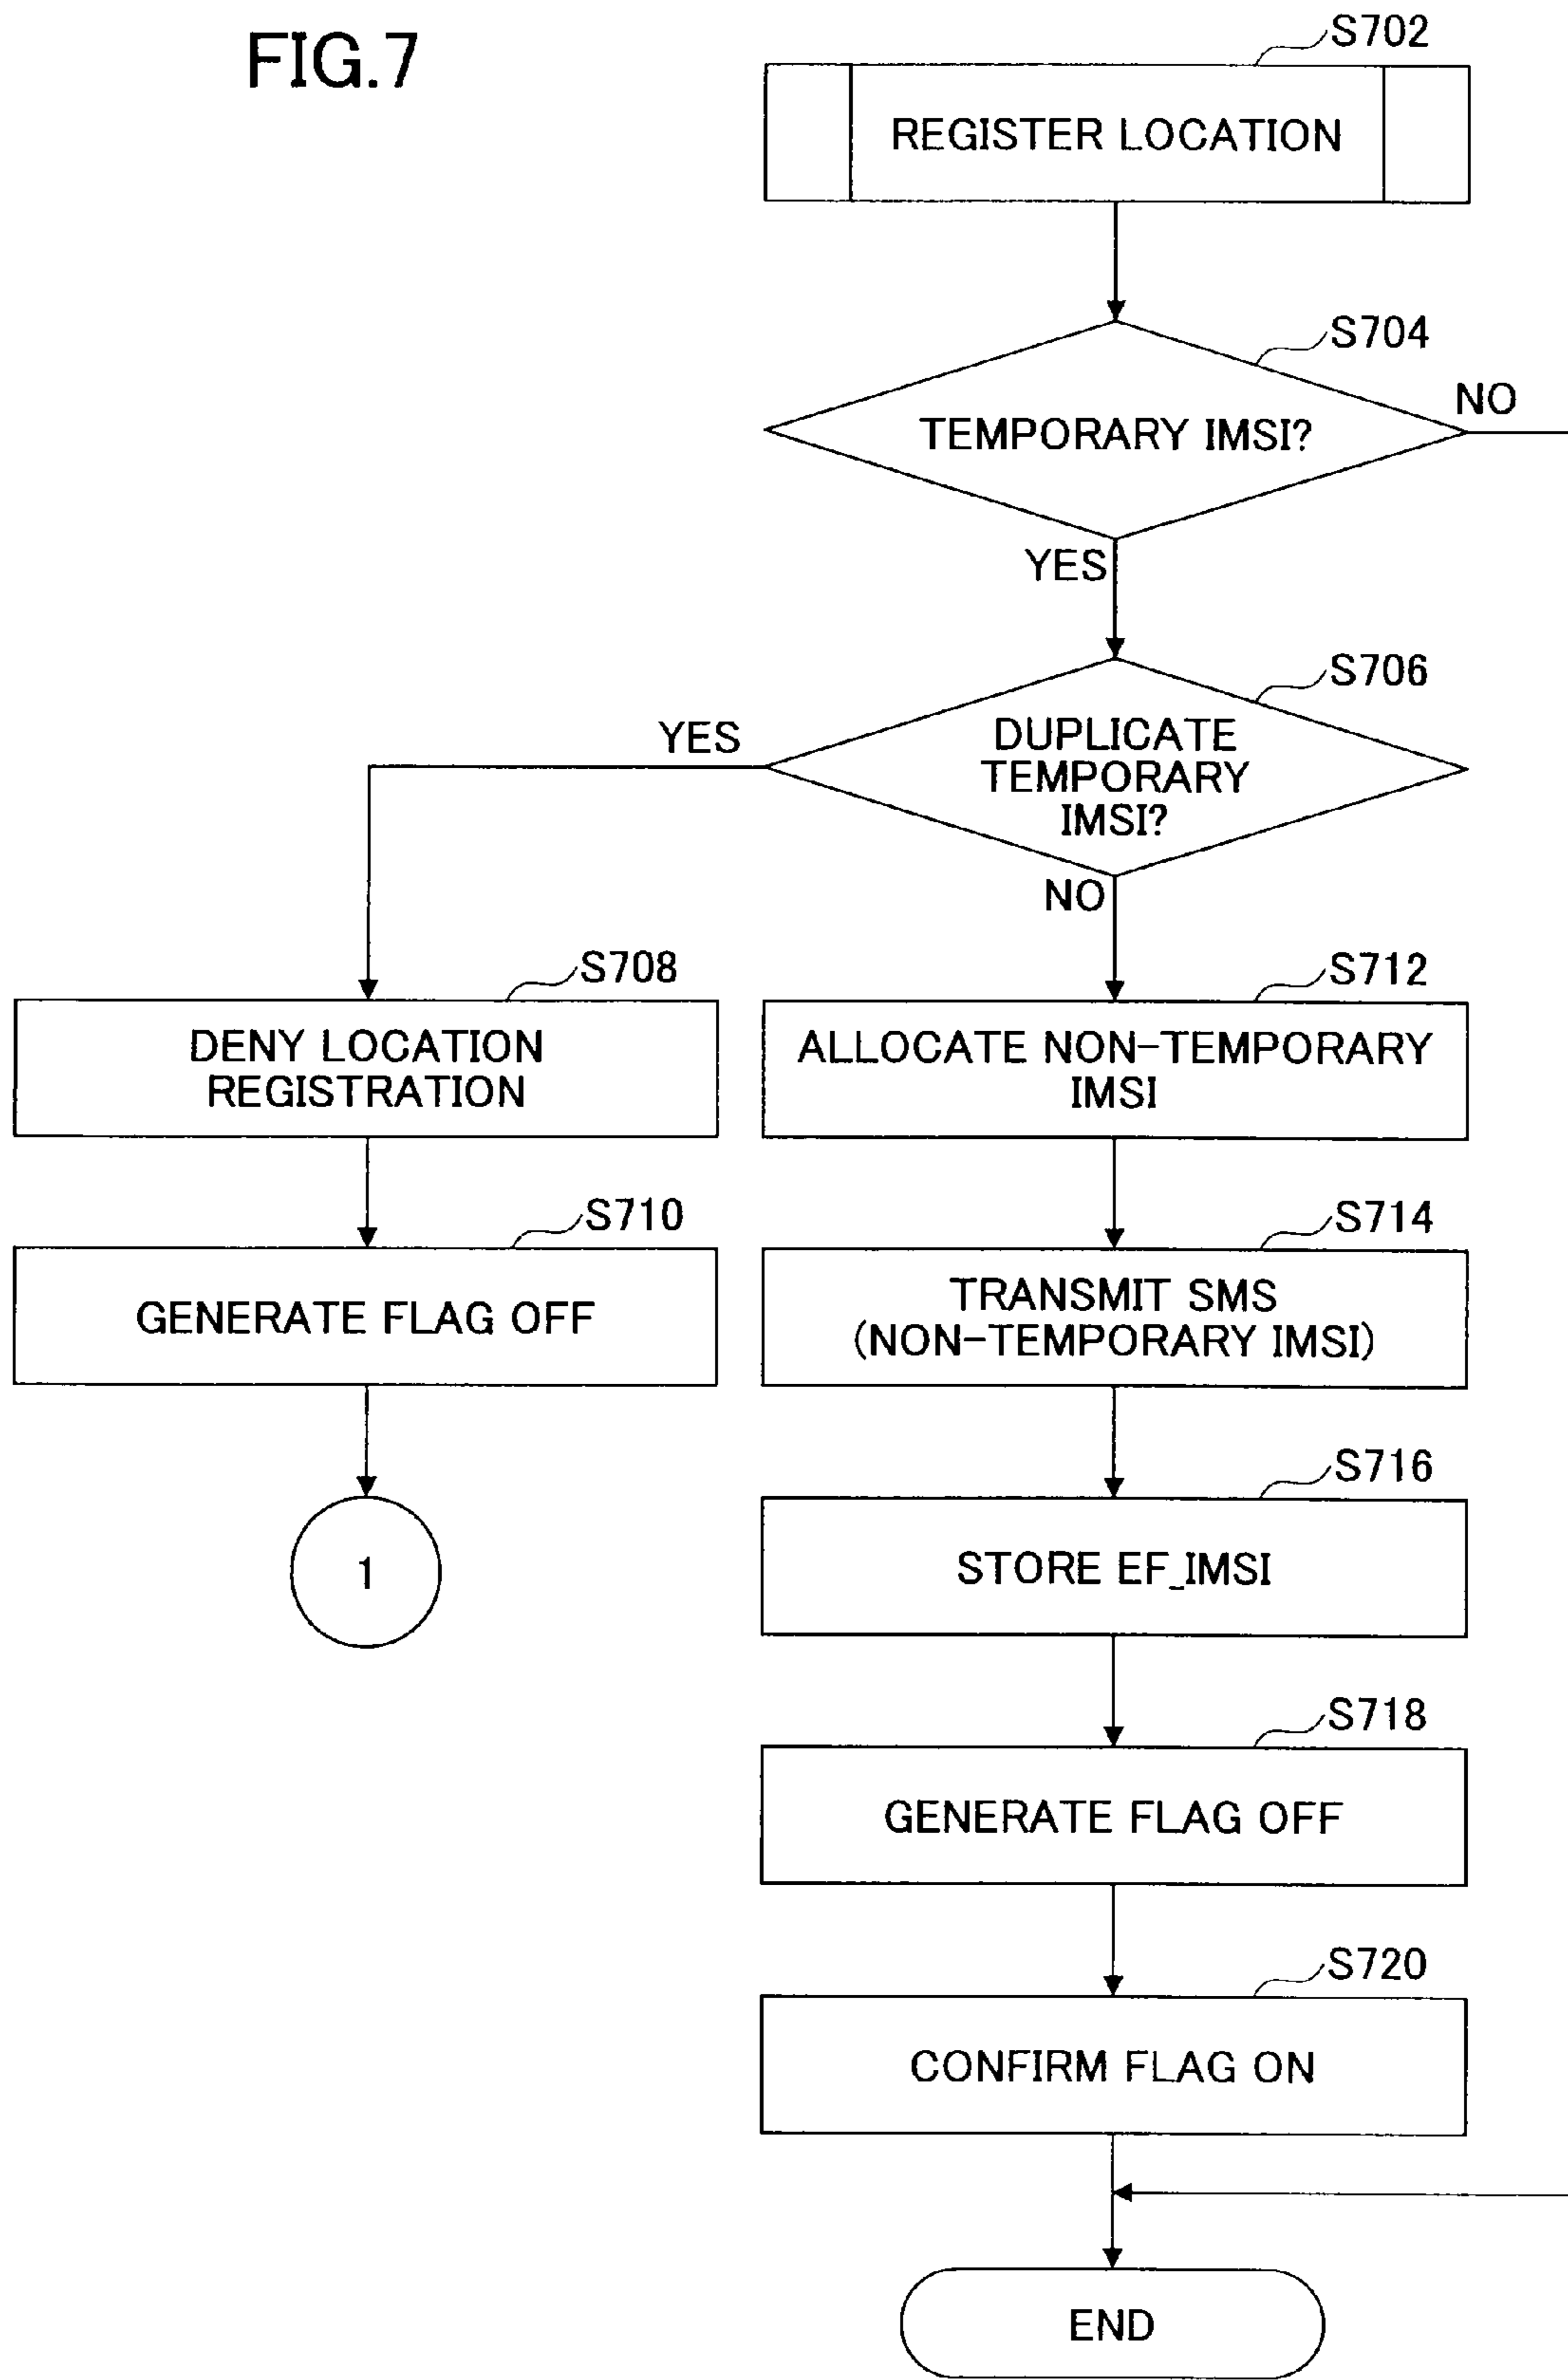 FIG.7
S702
REGISTER LOCATION
S704
TEMPORARY IMSI?
NO
YES
S706
DUPLICATE
TEMPORARY
IMSI?
YES
NO
S708
DENY LOCATION
REGISTRATION
S710
GENERATE FLAG OFF
1
S712
ALLOCATE NON-TEMPORARY
IMSI
S714
TRANSMIT SMS
(NON-TEMPORARY IMSI)
S716
STORE EF_IMSI
S718
GENERATE FLAG OFF
S720
CONFIRM FLAG ON
END